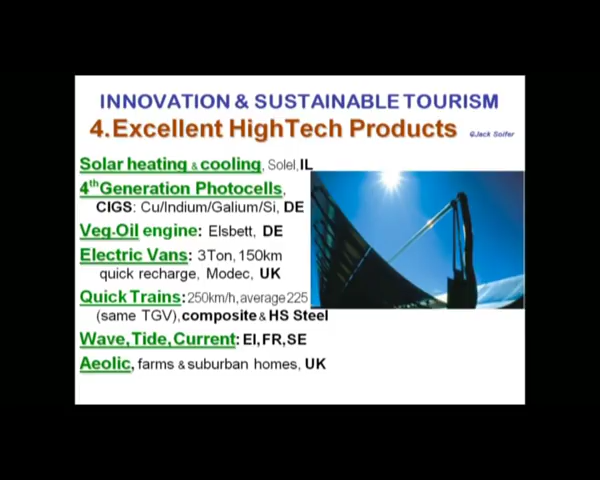 INNOVATION & SUSTAINABLE TOURISM
4.Excellent HighTech Products ©Jack Soifer
Solar heating & cooling, Solel, IL
4th Generation Photocells,
CIGS: Cu/Indium/Galium/Si, DE
Veg-Oil engine: Elsbett, DE
Electric Vans: 3Ton, 150km
quick recharge, Modec, UK
Quick Trains: 250km/h, average 225
(same TGV), composite & HS Steel
Wave, Tide, Current: EI, FR, SE
Aeolic, farms & suburban homes, UK